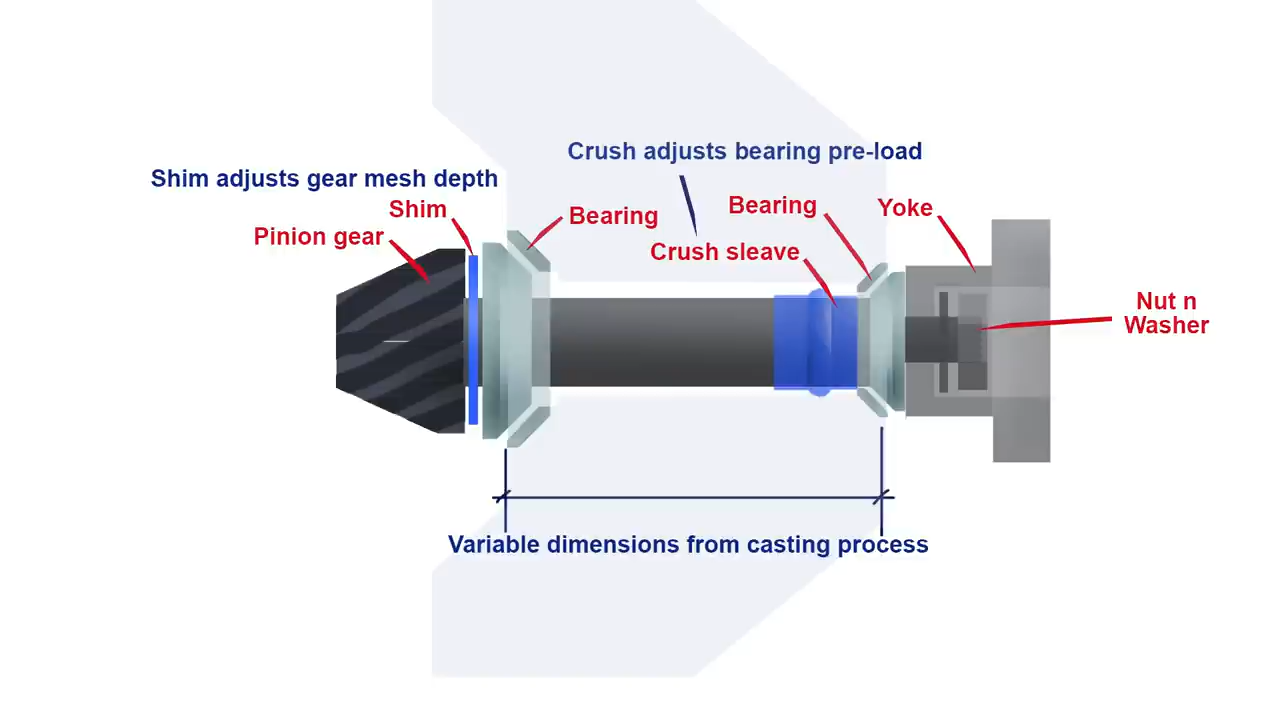 Crush adjusts bearing pre-load
Shim adjusts gear mesh depth
Shim
Bearing
Bearing
Yoke
Pinion gear
Crush sleave
Nut n
Washer
Variable dimensions from casting process